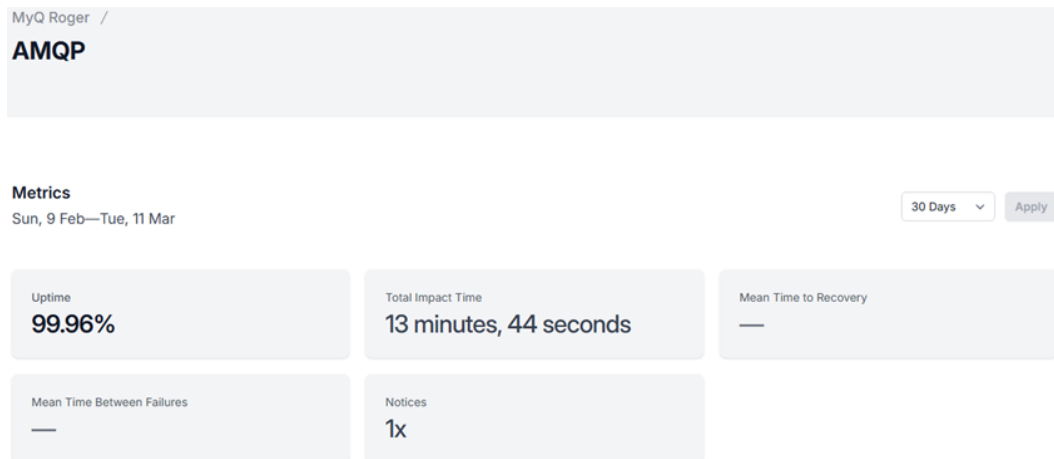 MyQ Roger /
AMQP
Metrics
Sun, 9 Feb—Tue, 11 Mar
30 Days
Apply
Uptime
99.96%
Total Impact Time
13 minutes, 44 seconds
Mean Time to Recovery
—
Mean Time Between Failures
—
Notices
1x